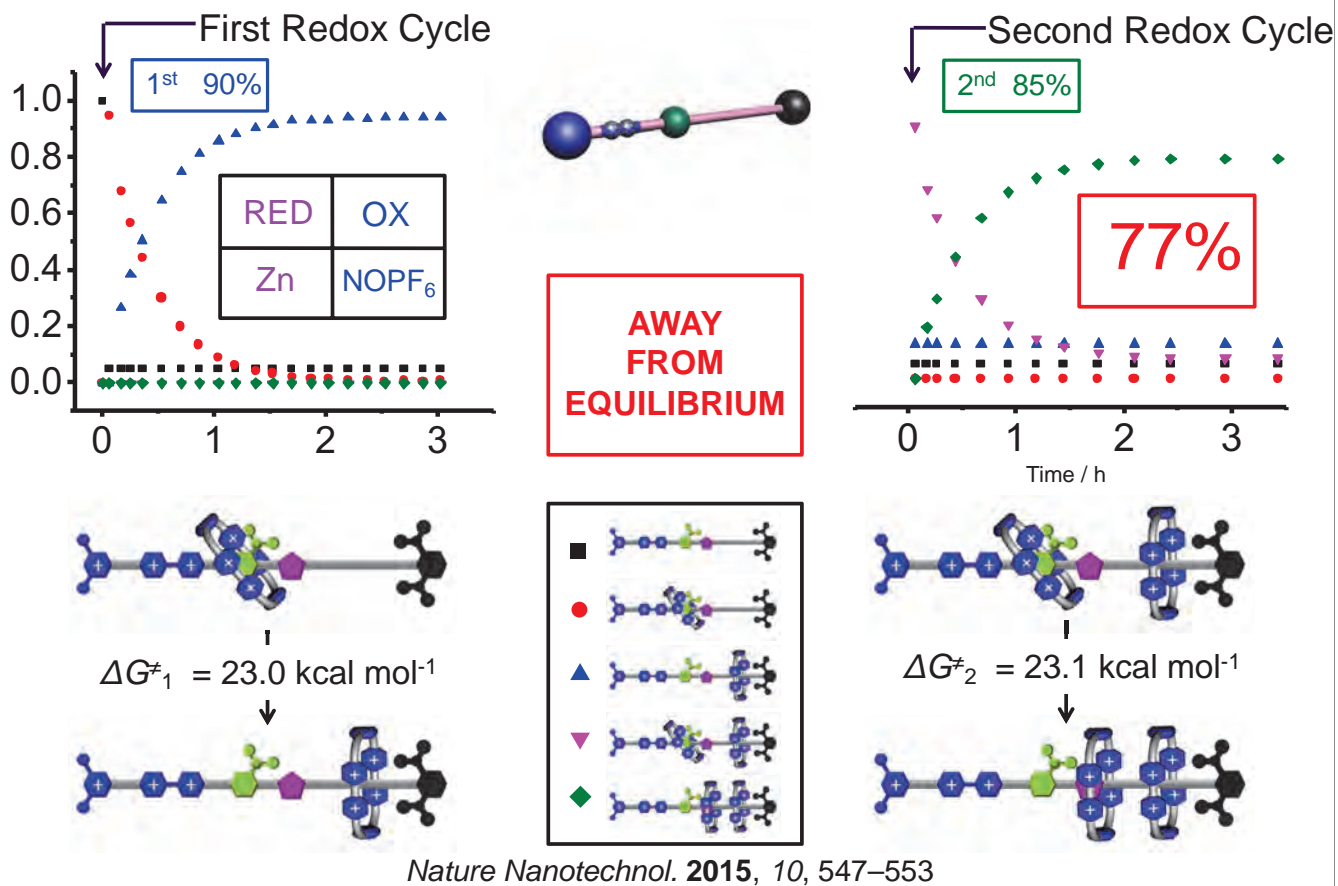 First Redox Cycle
1st 90%
1.0
0.8
0.6
0.4
0.2
0.0
0 1 2 3
RED OX
Zn NOPF6
AWAY
FROM
EQUILIBRIUM
Second Redox Cycle
2nd 85%
77%
0 1 2 3
Time / h
ΔG≠1 = 23.0 kcal mol-1
ΔG≠2 = 23.1 kcal mol-1
Nature Nanotechnol. 2015, 10, 547–553